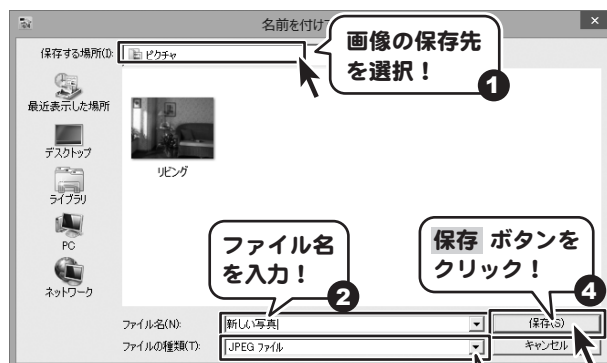 名前を付け
×
保存する場所(I):
ピクチャ
画像の保存先
を選択！
1
最近表示した場所
デスクトップ
リビング
ライブラリ
PC
ネットワーク
ファイル名
を入力！
2
保存 ボタンを
クリック！
4
ファイル名(N):
新しい写真
保存(S)
ファイルの種類(T):
JPEG ファイル
キャンセル